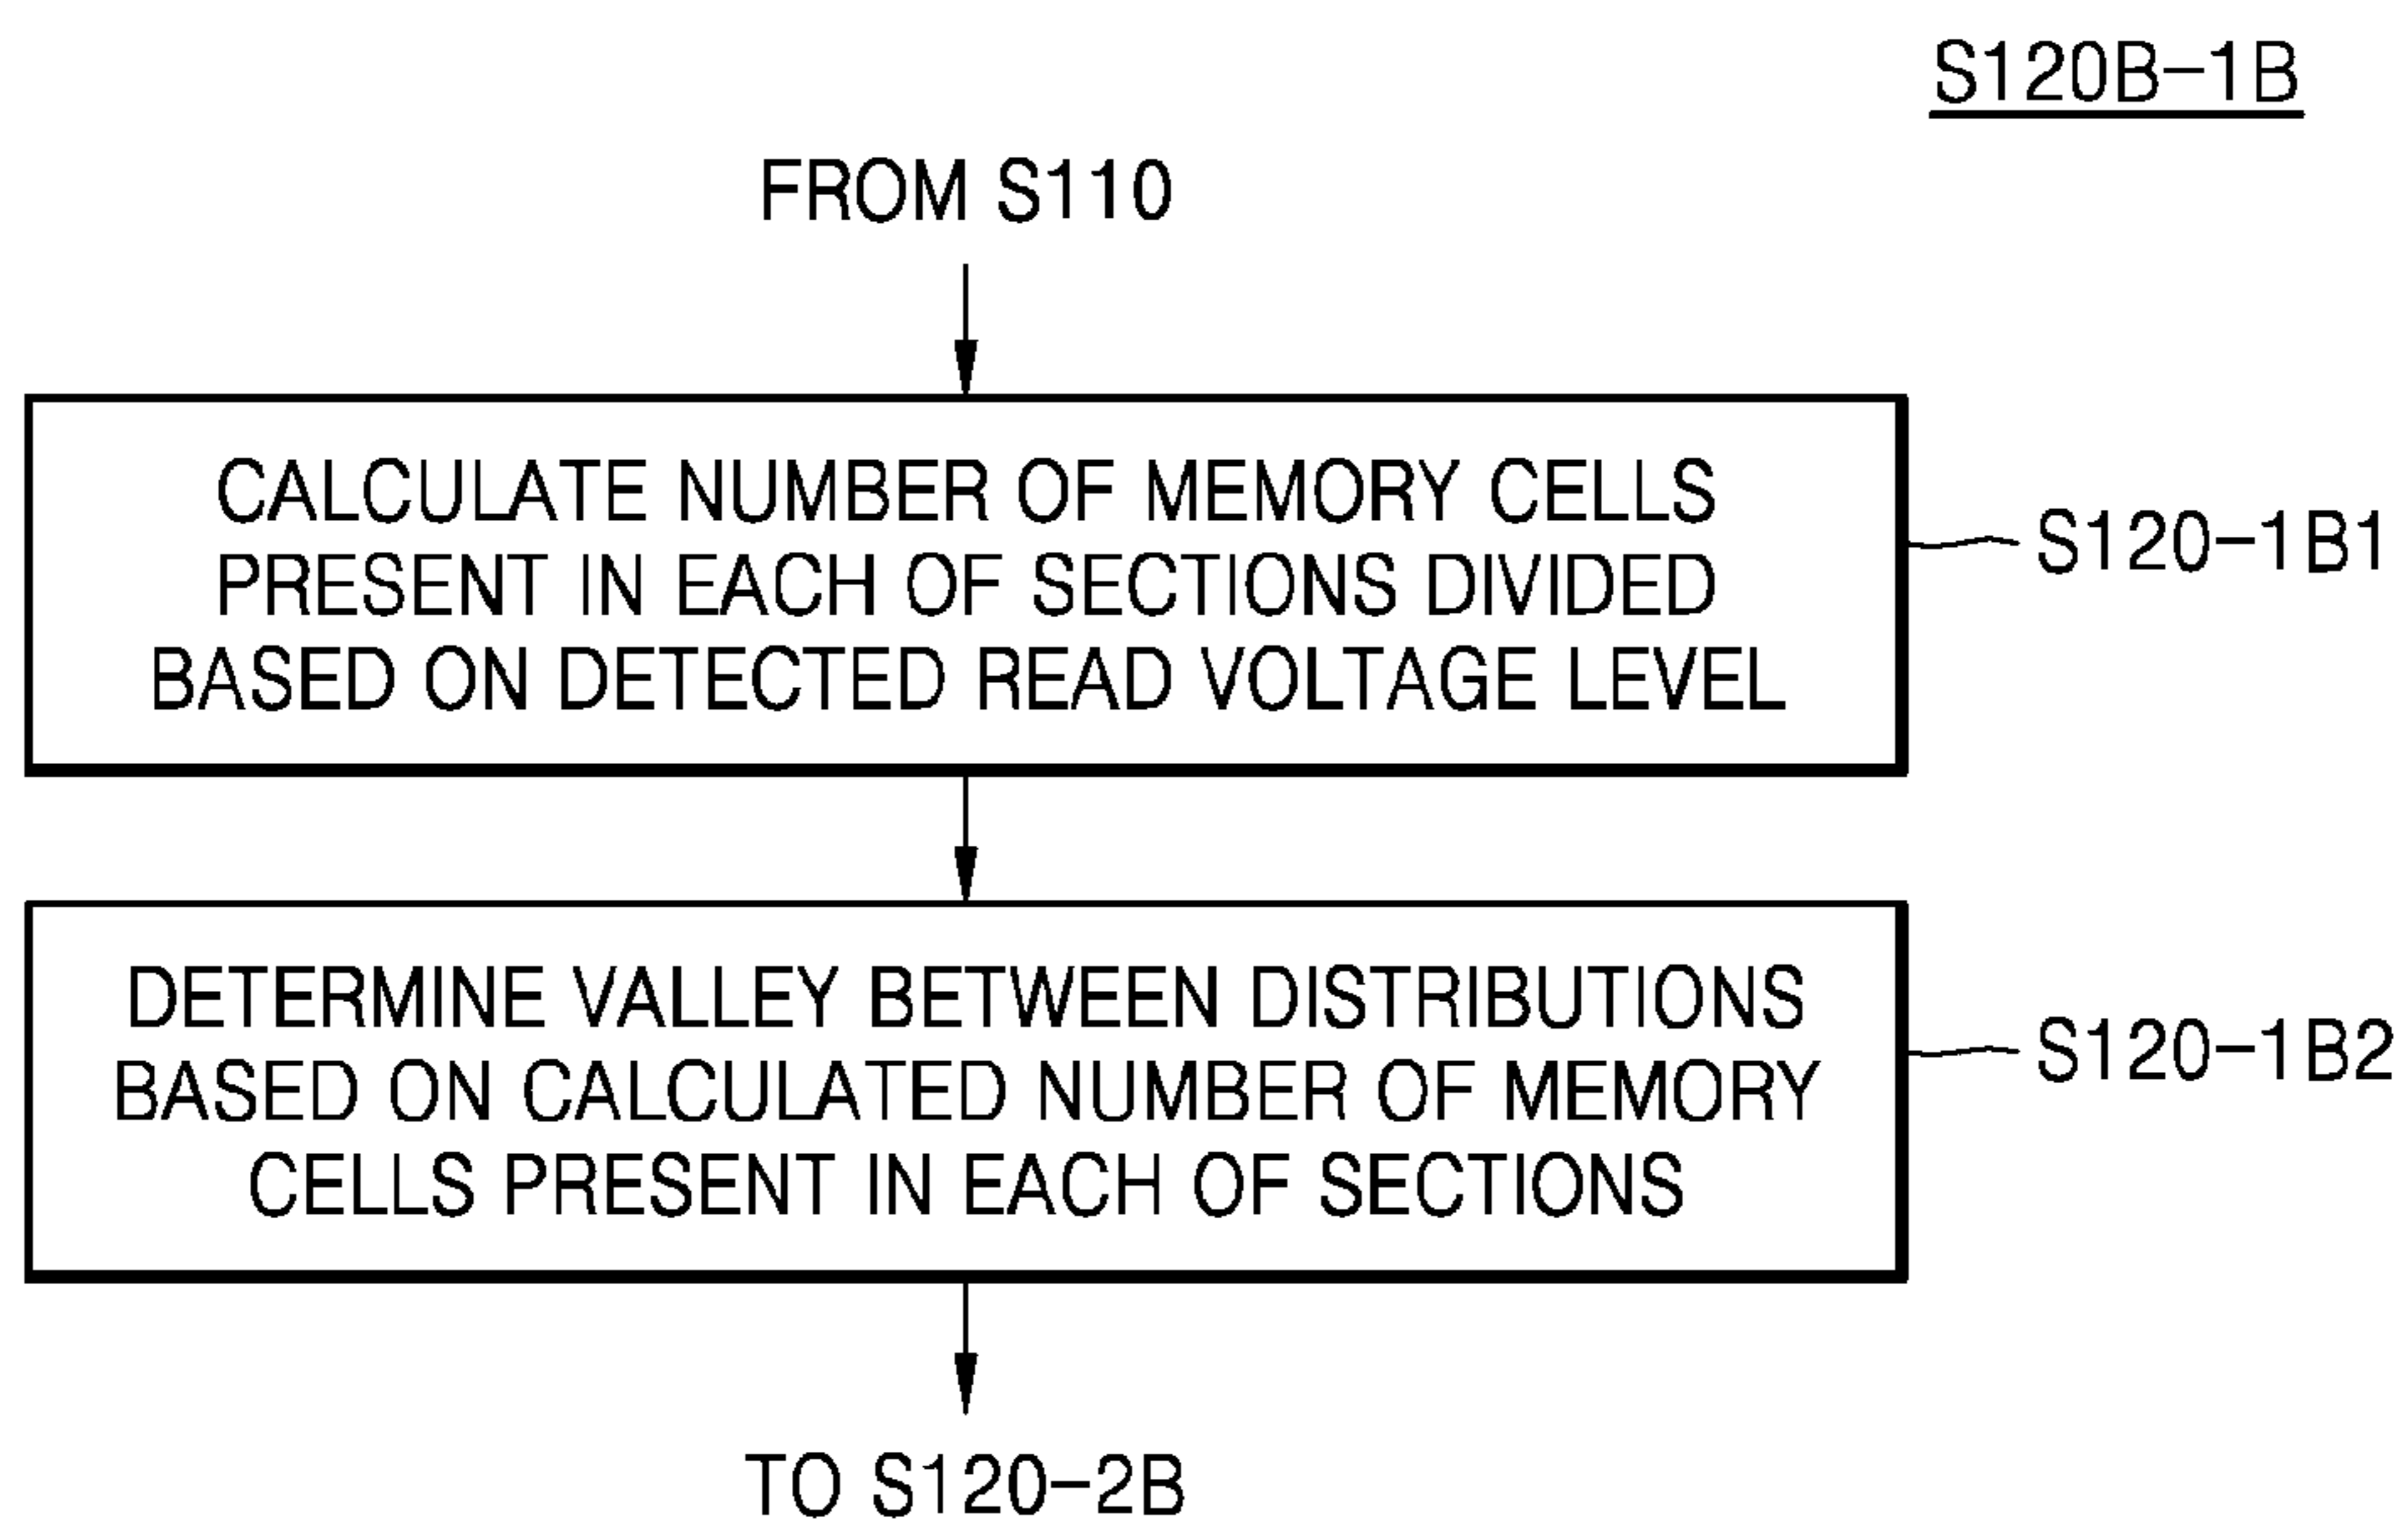 S120B-1B
FROM S110
CALCULATE NUMBER OF MEMORY CELLS
PRESENT IN EACH OF SECTIONS DIVIDED
BASED ON DETECTED READ VOLTAGE LEVEL
S120-1B1
DETERMINE VALLEY BETWEEN DISTRIBUTIONS
BASED ON CALCULATED NUMBER OF MEMORY
CELLS PRESENT IN EACH OF SECTIONS
S120-1B2
TO S120-2B